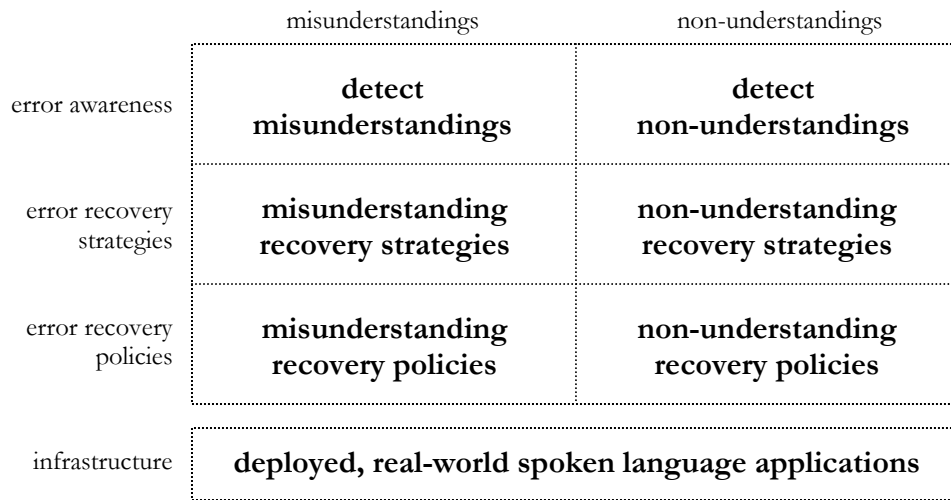 misunderstandings non-understandings
error awareness
detect
misunderstandings
detect
non-understandings
error recovery
strategies
misunderstanding
recovery strategies
non-understanding
recovery strategies
error recovery
policies
misunderstanding
recovery policies
non-understanding
recovery policies
infrastructure
deployed, real-world spoken language applications